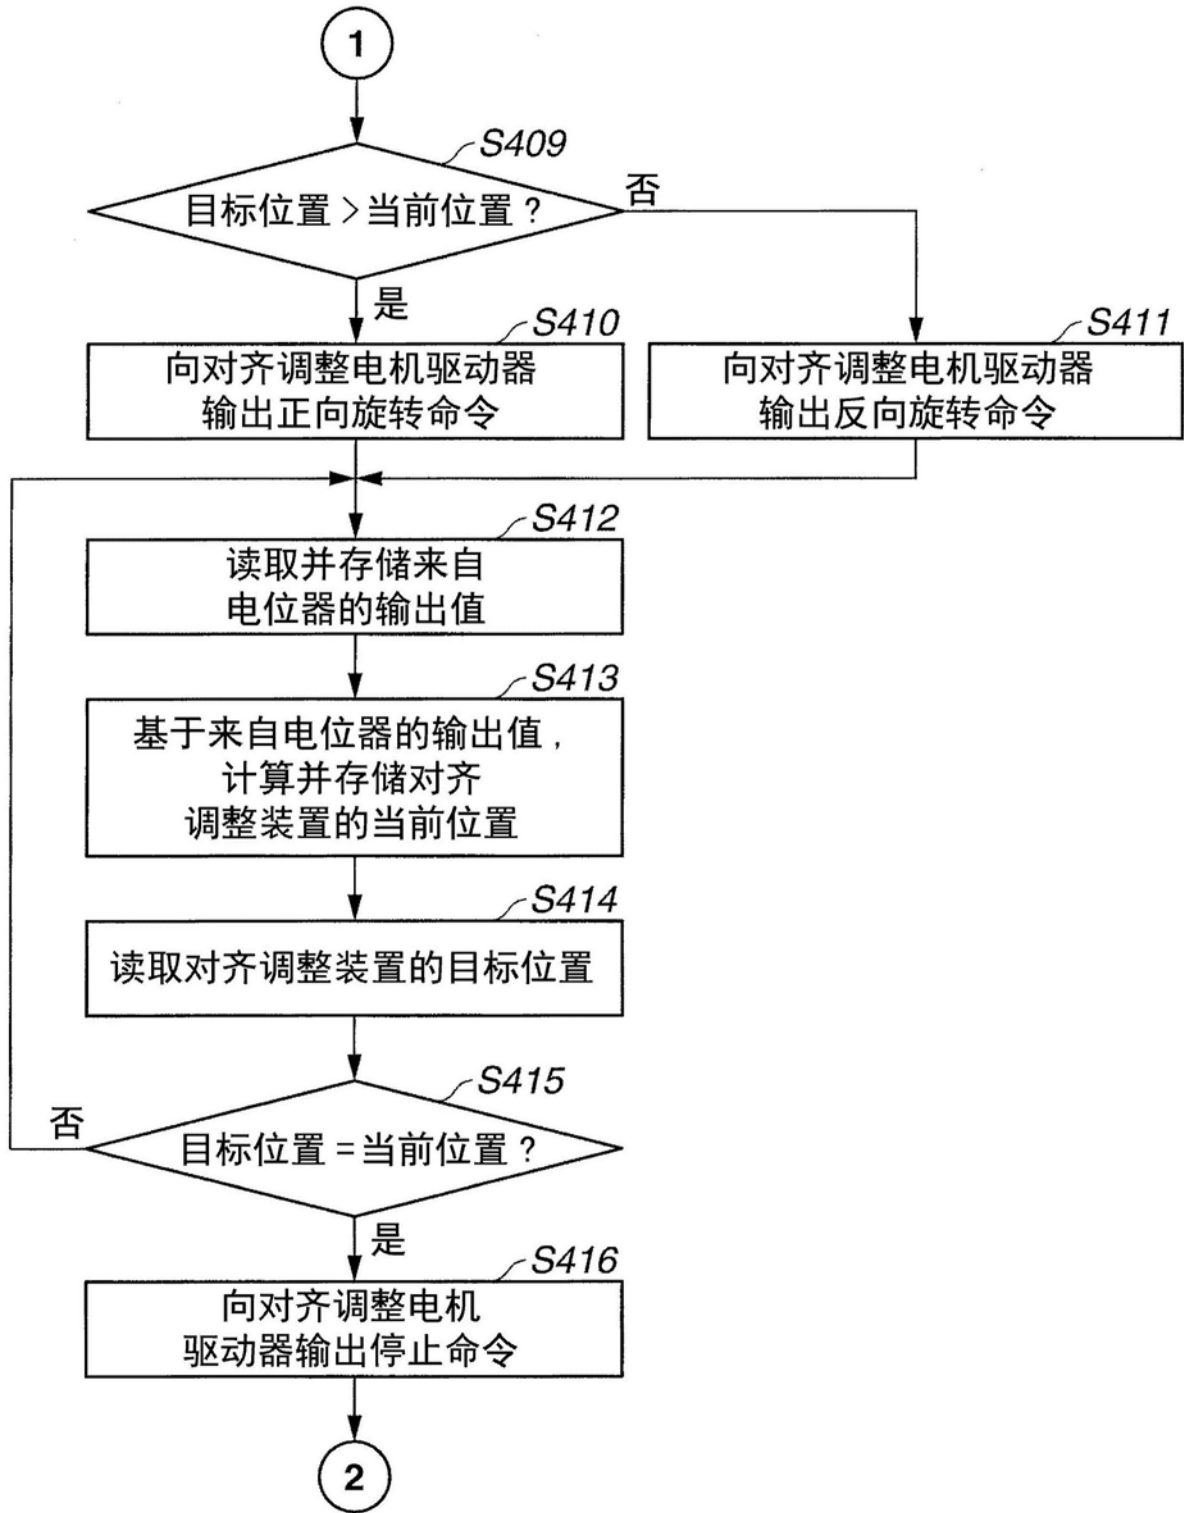 1
S409
目标位置 > 当前位置 ?
否
是
S410
向对齐调整电机驱动器
输出正向旋转命令
S411
向对齐调整电机驱动器
输出反向旋转命令
S412
读取并存储来自
电位器的输出值
S413
基于来自电位器的输出值,
计算并存储对齐
调整装置的当前位置
S414
读取对齐调整装置的目标位置
S415
否
目标位置 = 当前位置 ?
是
S416
向对齐调整电机
驱动器输出停止命令
2